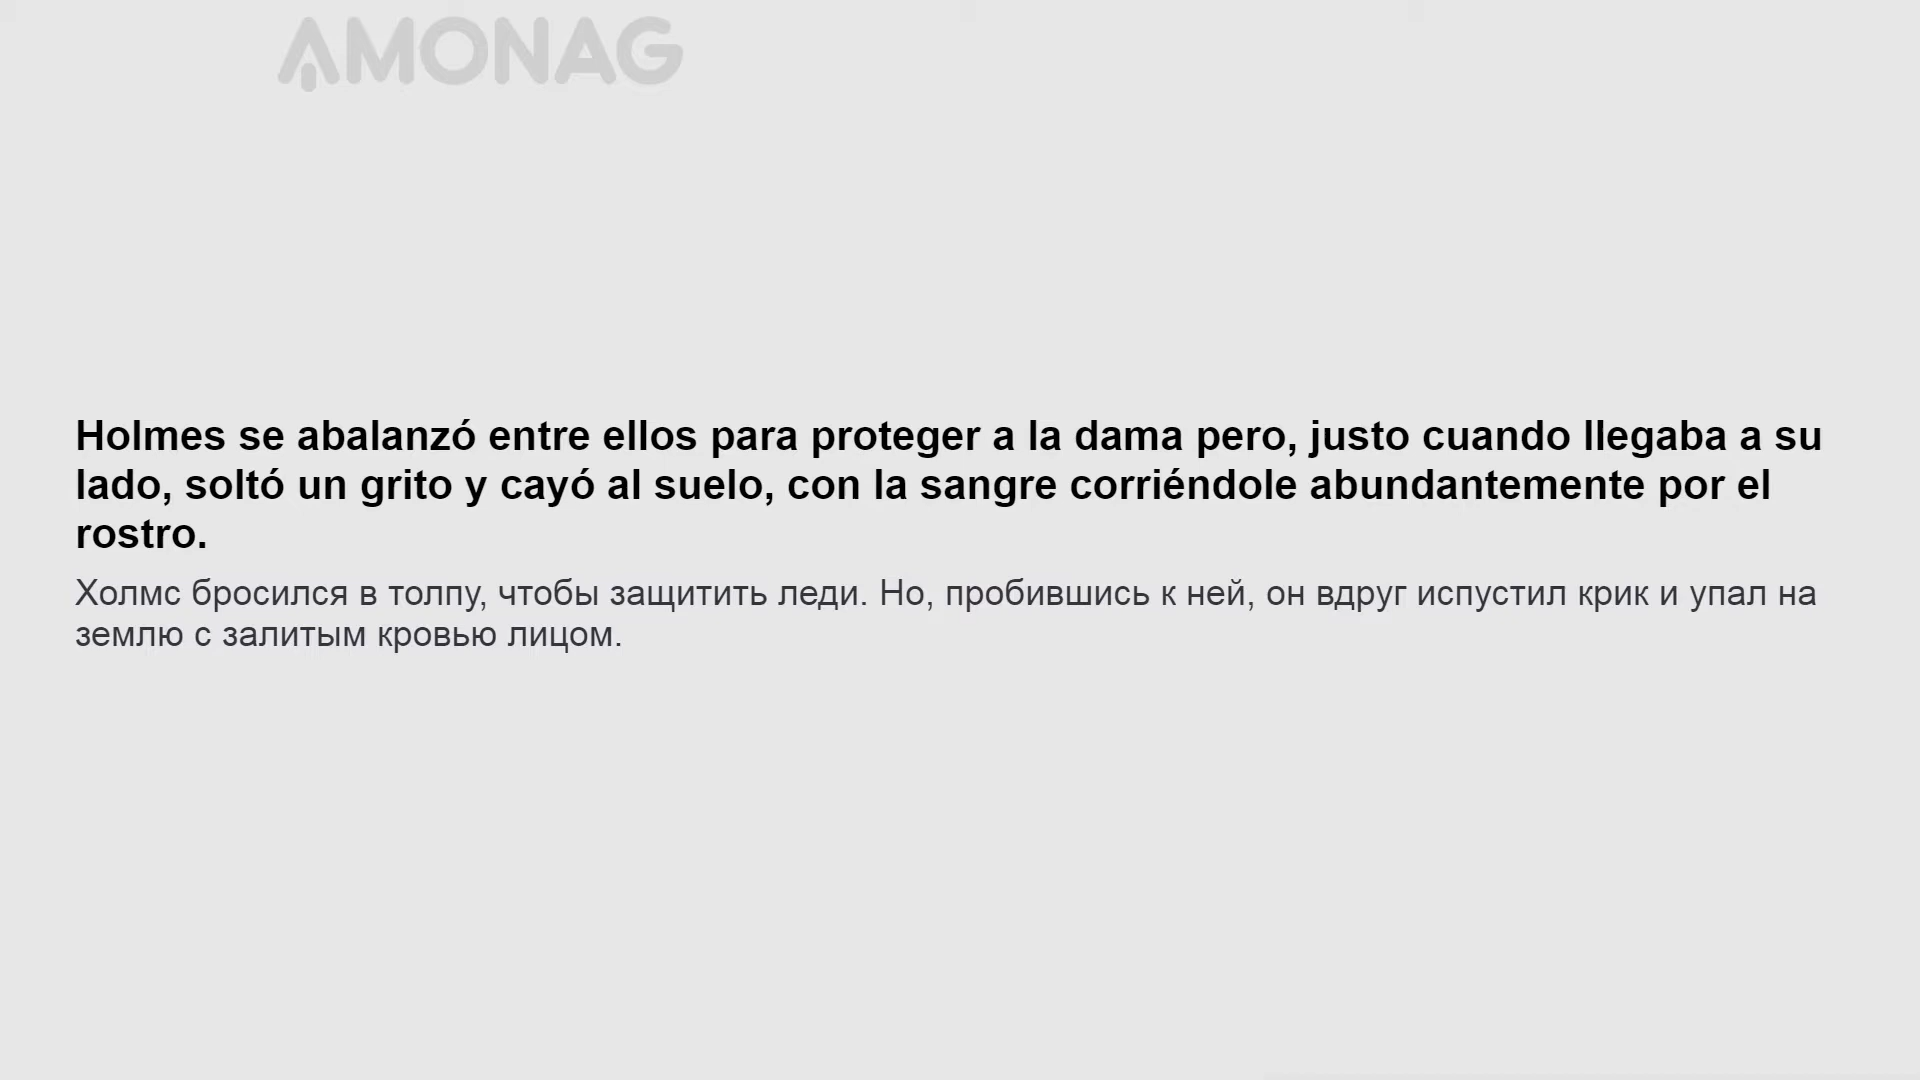 AMONAG
Holmes se abalanzó entre ellos para proteger a la dama pero, justo cuando llegaba a su
lado, soltó un grito y cayó al suelo, con la sangre corriéndole abundantemente por el
rostro.
Холмс бросился в толпу, чтобы защитить леди. Но, пробившись к ней, он вдруг испустил крик и упал на
землю с залитым кровью лицом.